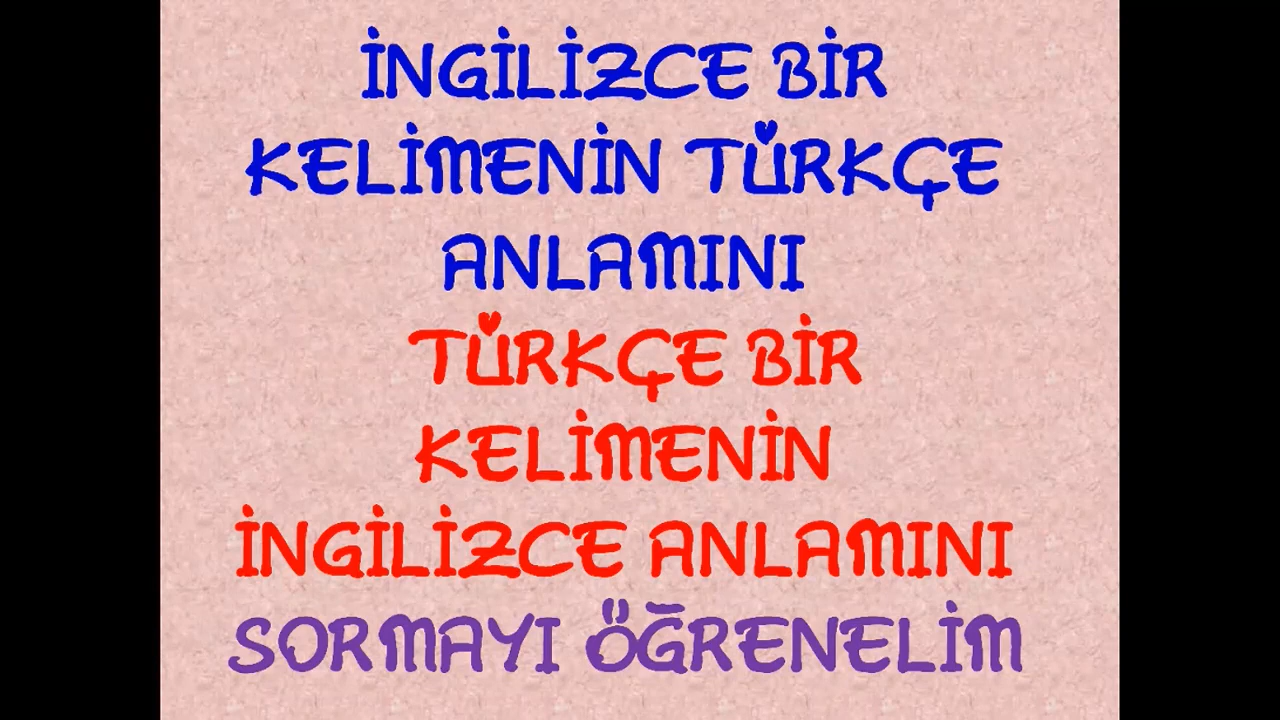 İNGİLİZCE BİR
KELİMENİN TÜRKÇE
ANLAMINI
TÜRKÇE BİR
KELİMENİN
İNGİLİZCE ANLAMINI
SORMAYI ÖĞRENELİM